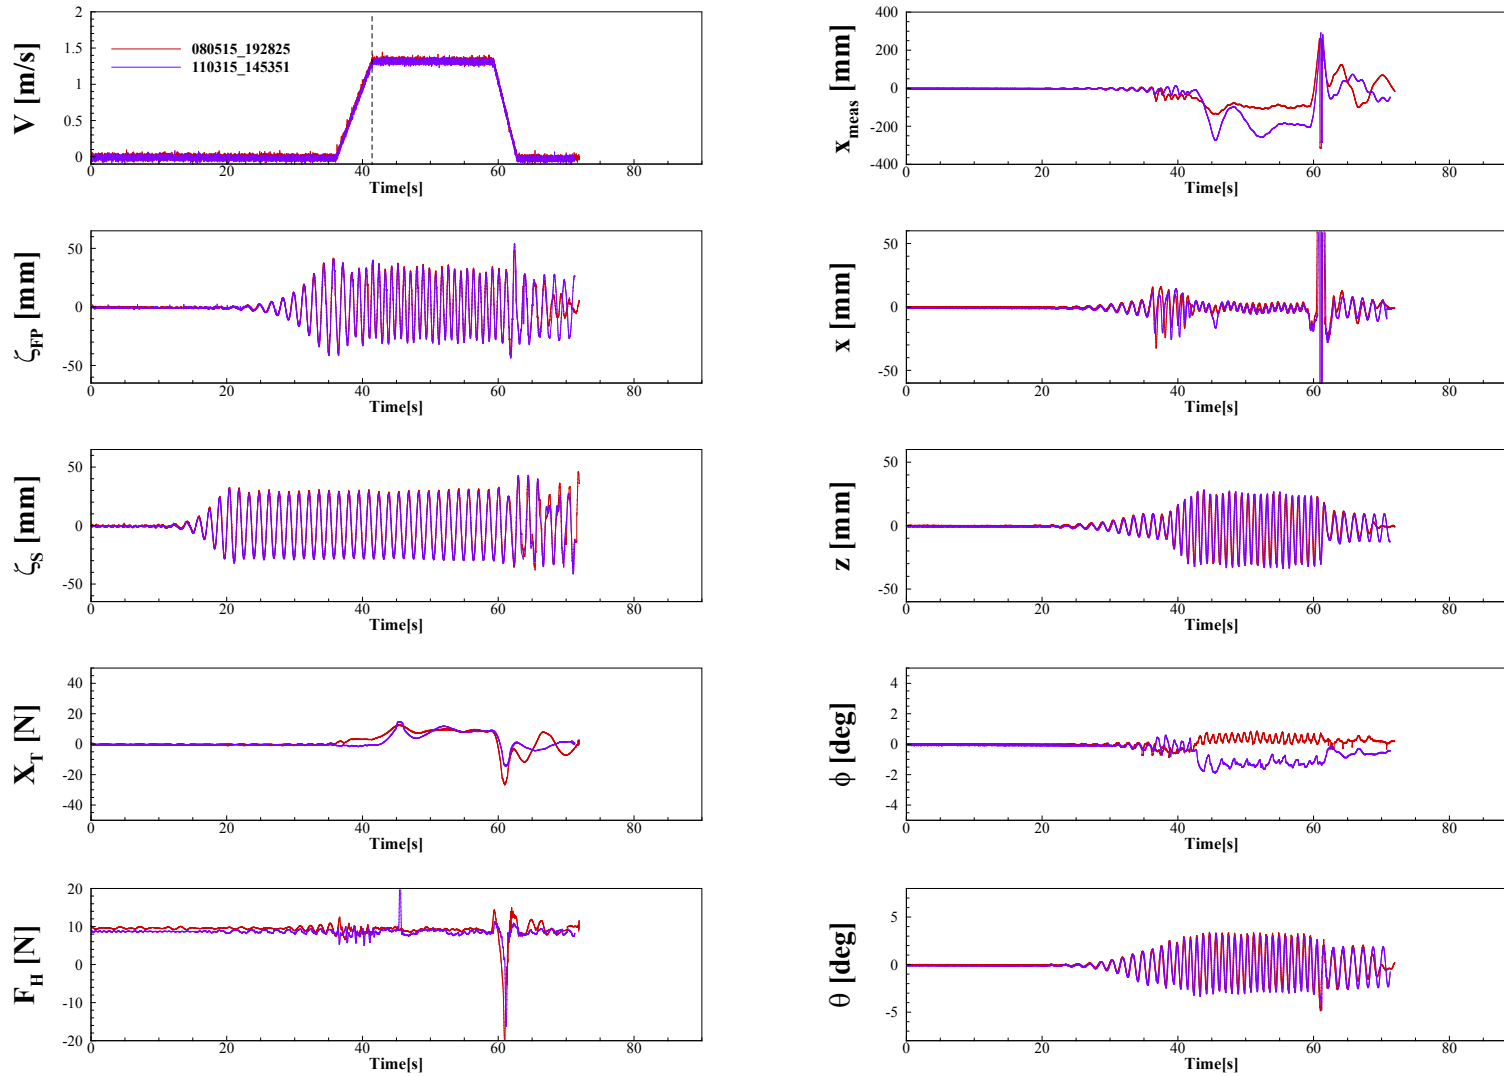 V [m/s]
2
1.5
1
0.5
0
080515_192825
110315_145351
0 20 40 60 80
Time[s]
x_meas [mm]
400
200
0
-200
-400
0 20 40 60 80
Time[s]
ζ_FP [mm]
50
0
-50
0 20 40 60 80
Time[s]
x [mm]
50
0
-50
0 20 40 60 80
Time[s]
ζ_S [mm]
50
0
-50
0 20 40 60 80
Time[s]
z [mm]
50
0
-50
0 20 40 60 80
Time[s]
X_T [N]
40
20
0
-20
-40
0 20 40 60 80
Time[s]
ϕ [deg]
4
2
0
-2
-4
0 20 40 60 80
Time[s]
F_H [N]
20
10
0
-10
-20
0 20 40 60 80
Time[s]
θ [deg]
5
0
-5
0 20 40 60 80
Time[s]